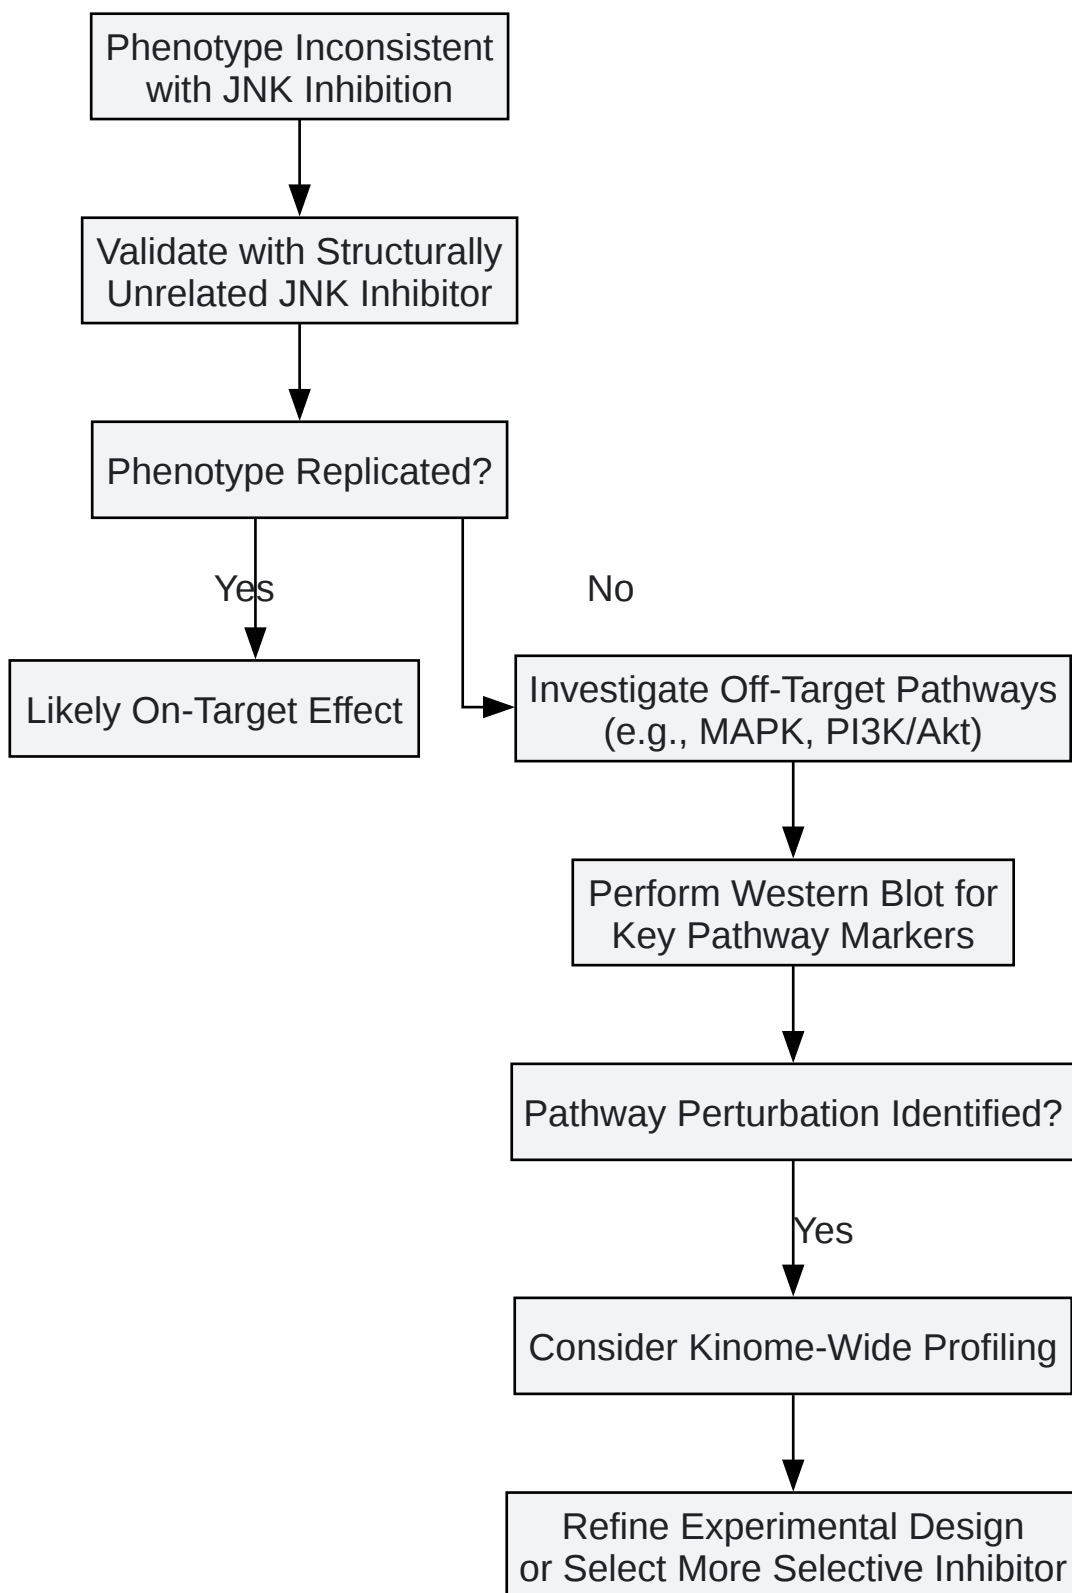 Phenotype Inconsistent
with JNK Inhibition
Validate with Structurally
Unrelated JNK Inhibitor
Phenotype Replicated?
Yes
No
Likely On-Target Effect
Investigate Off-Target Pathways
(e.g., MAPK, PI3K/Akt)
Perform Western Blot for
Key Pathway Markers
Pathway Perturbation Identified?
Yes
Consider Kinome-Wide Profiling
Refine Experimental Design
or Select More Selective Inhibitor